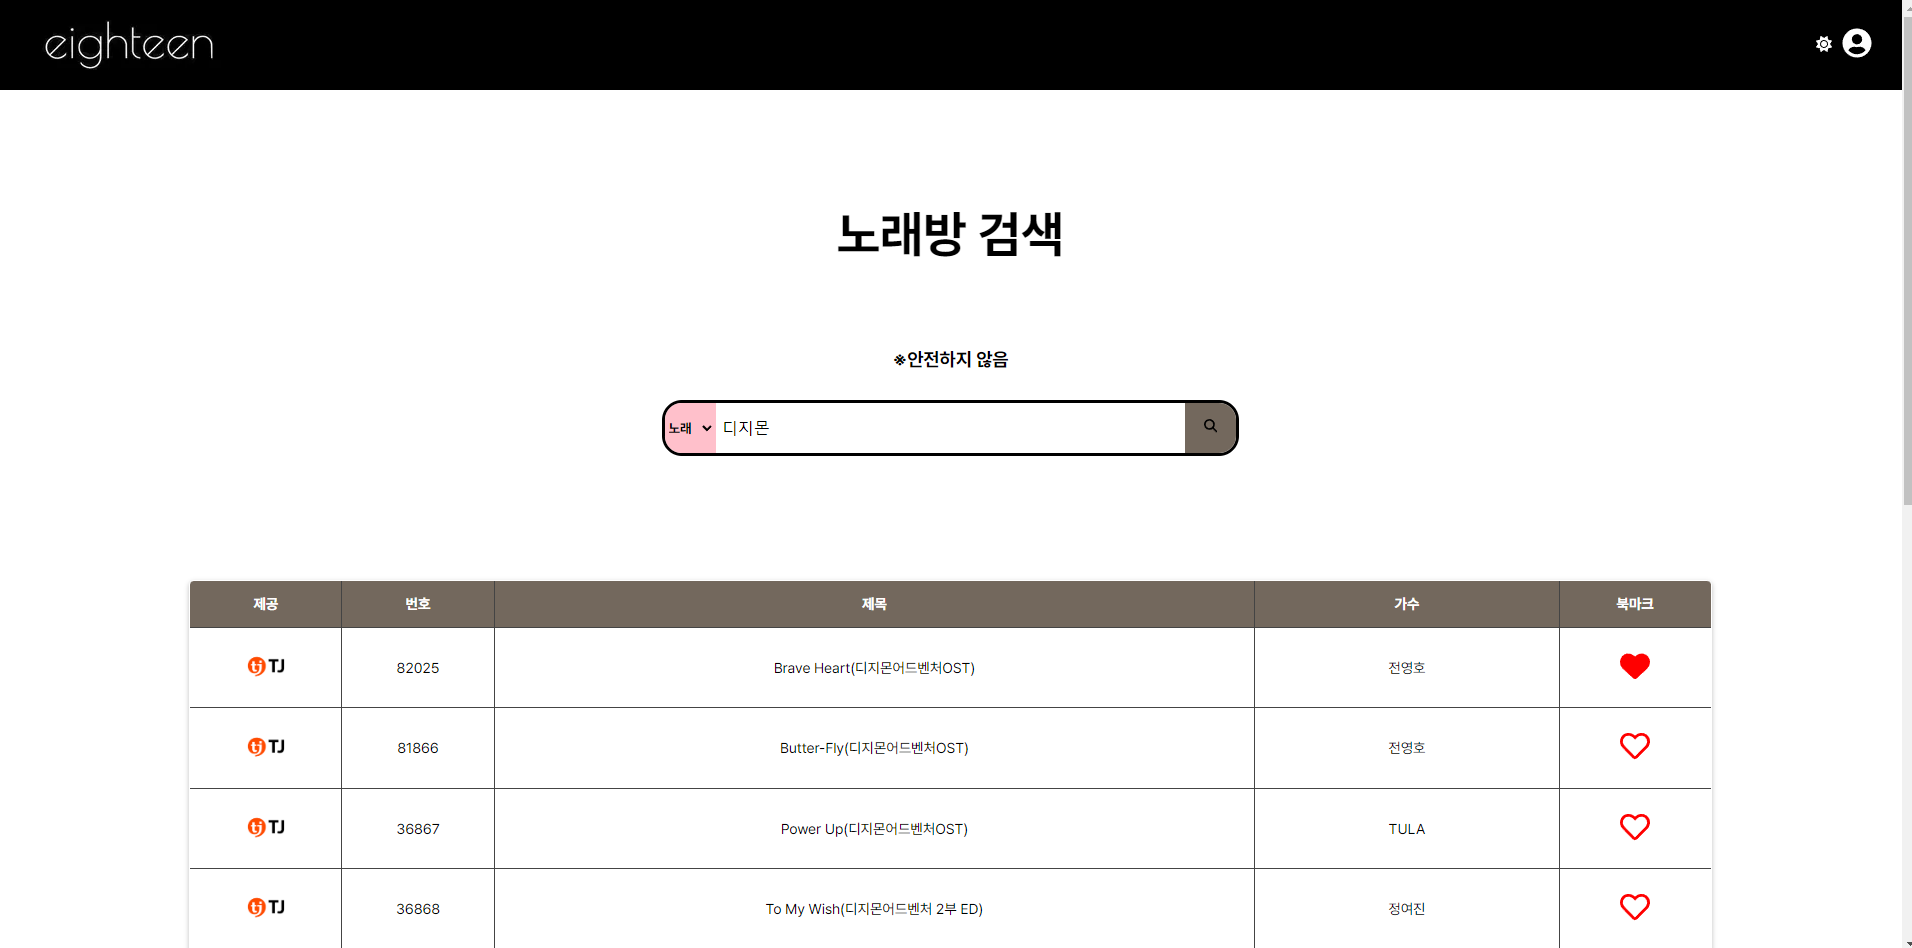 eighteen
노래방 검색
※안전하지 않음
노래 디지몬
제공 번호 제목 가수 북마크
tj TJ 82025 Brave Heart(디지몬어드벤처OST) 전영호
tj TJ 81866 Butter-Fly(디지몬어드벤처OST) 전영호
tj TJ 36867 Power Up(디지몬어드벤처OST) TULA
tj TJ 36868 To My Wish(디지몬어드벤처 2부 ED) 정여진